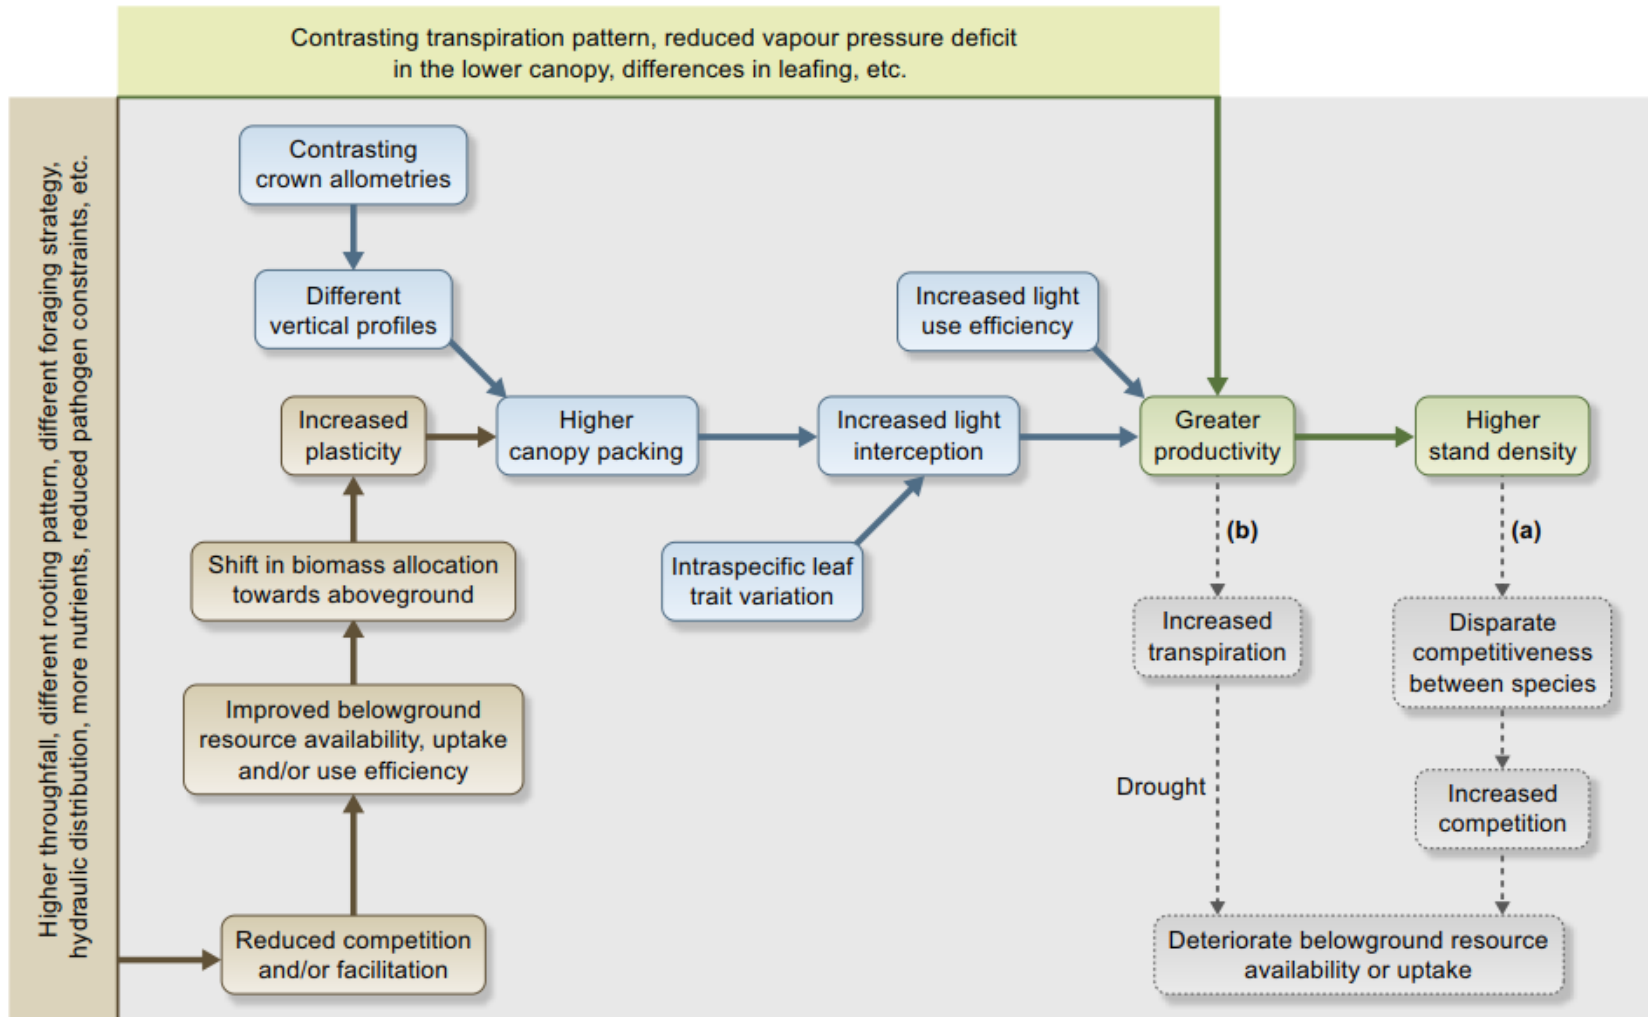 Contrasting transpiration pattern, reduced vapour pressure deficit
in the lower canopy, differences in leafing, etc.
Higher throughfall, different rooting pattern, different foraging strategy,
hydraulic distribution, more nutrients, reduced pathogen constraints, etc.
Contrasting
crown allometries
Different
vertical profiles
Increased light
use efficiency
Increased
plasticity
Higher
canopy packing
Increased light
interception
Greater
productivity
Higher
stand density
(b)
(a)
Shift in biomass allocation
towards aboveground
Intraspecific leaf
trait variation
Increased
transpiration
Disparate
competitiveness
between species
Improved belowground
resource availability, uptake
and/or use efficiency
Drought
Increased
competition
Reduced competition
and/or facilitation
Deteriorate belowground resource
availability or uptake